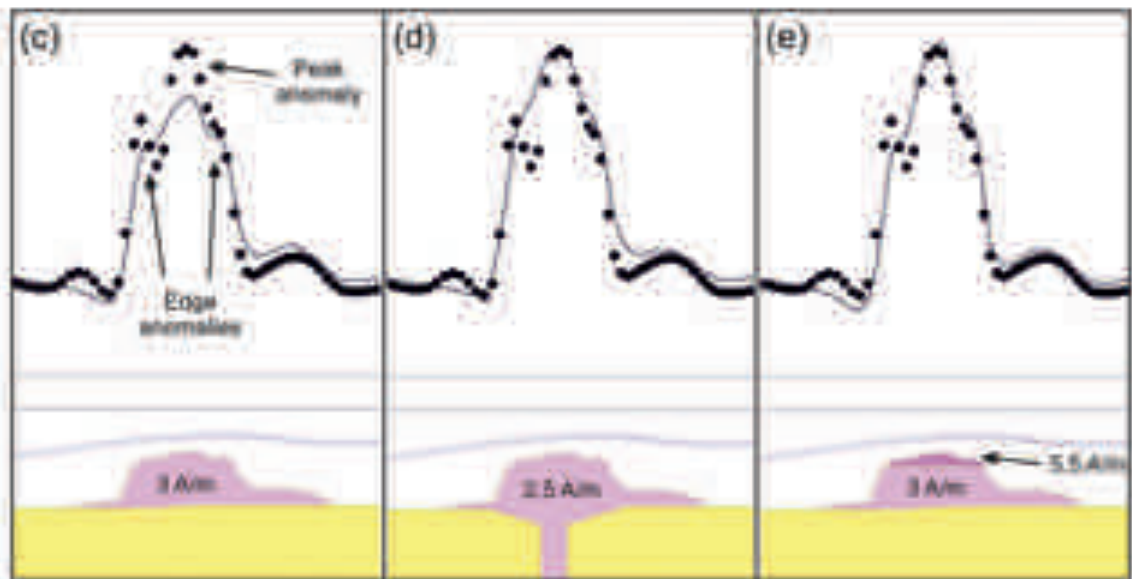 (c)
Peak
anomaly
Edge
anomalies
3 A/m
(d)
2.5 A/m
(e)
5.5 A/m
3 A/m